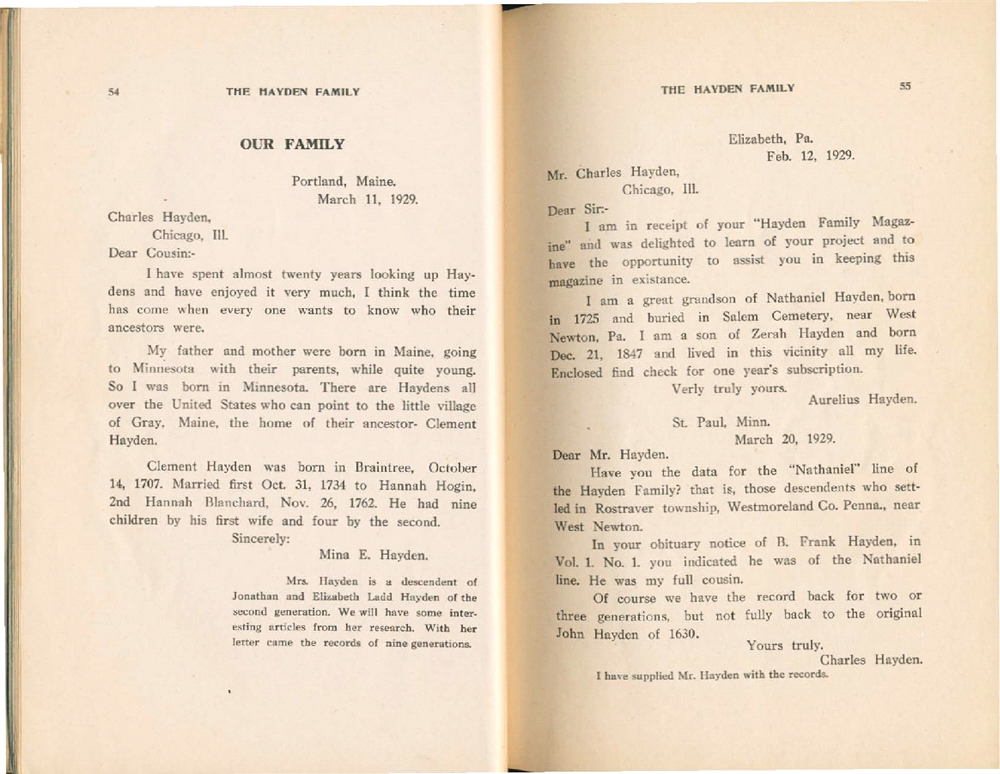 54
THE HAYDEN FAMILY
OUR FAMILY
Portland, Maine.
March 11, 1929.
Charles Hayden,
Chicago, Ill.
Dear Cousin:-
I have spent almost twenty years looking up Hay-
dens and have enjoyed it very much, I think the time
has come when every one wants to know who their
ancestors were.
My father and mother were born in Maine, going
to Minnesota with their parents, while quite young.
So I was born in Minnesota. There are Haydens all
over the United States who can point to the little village
of Gray, Maine, the home of their ancestor- Clement
Hayden.
Clement Hayden was born in Braintree, October
14, 1707. Married first Oct. 31, 1734 to Hannah Hogin,
2nd Hannah Blanchard, Nov. 26, 1762. He had nine
children by his first wife and four by the second.
Sincerely:
Mina E. Hayden.
Mrs. Hayden is a descendent of
Jonathan and Elizabeth Ladd Hayden of the
second generation. We will have some inter-
esting articles from her research. With her
letter came the records of nine generations.
THE HAYDEN FAMILY
55
Elizabeth, Pa.
Feb. 12, 1929.
Mr. Charles Hayden,
Chicago, Ill.
Dear Sir:-
I am in receipt of your "Hayden Family Magaz-
ine" and was delighted to learn of your project and to
have the opportunity to assist you in keeping this
magazine in existance.
I am a great grandson of Nathaniel Hayden, born
in 1725 and buried in Salem Cemetery, near West
Newton, Pa. I am a son of Zerah Hayden and born
Dec. 21, 1847 and lived in this vicinity all my life.
Enclosed find check for one year's subscription.
Verly truly yours.
Aurelius Hayden.
St. Paul, Minn.
March 20, 1929.
Dear Mr. Hayden.
Have you the data for the "Nathaniel" line of
the Hayden Family? that is, those descendents who sett-
led in Rostraver township, Westmoreland Co. Penna., near
West Newton.
In your obituary notice of B. Frank Hayden, in
Vol. 1. No. 1. you indicated he was of the Nathaniel
line. He was my full cousin.
Of course we have the record back for two or
three generations, but not fully back to the original
John Hayden of 1630.
Yours truly.
Charles Hayden.
I have supplied Mr. Hayden with the records.